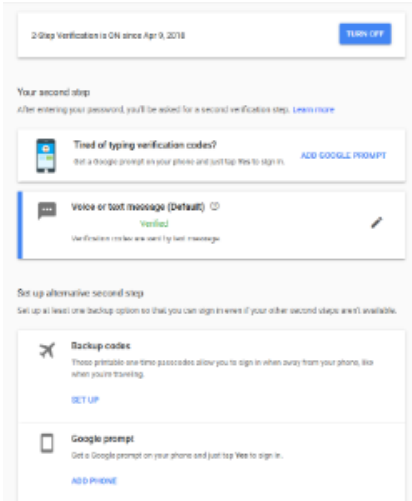 2-Step Verification is ON since Apr 9, 2018
TURN OFF
Your second step
After entering your password, you'll be asked for a second verification step. Learn more
Tired of typing verification codes?
Get a Google prompt on your phone and just tap Yes to sign in.
ADD GOOGLE PROMPT
Voice or text message (Default)
Verified
Verification codes are sent by text message.
Set up alternative second step
Set up at least one backup option so that you can sign in even if your other second steps aren't available.
Backup codes
These printable one-time passcodes allow you to sign in when away from your phone, like
when you're traveling.
SET UP
Google prompt
Get a Google prompt on your phone and just tap Yes to sign in.
ADD PHONE